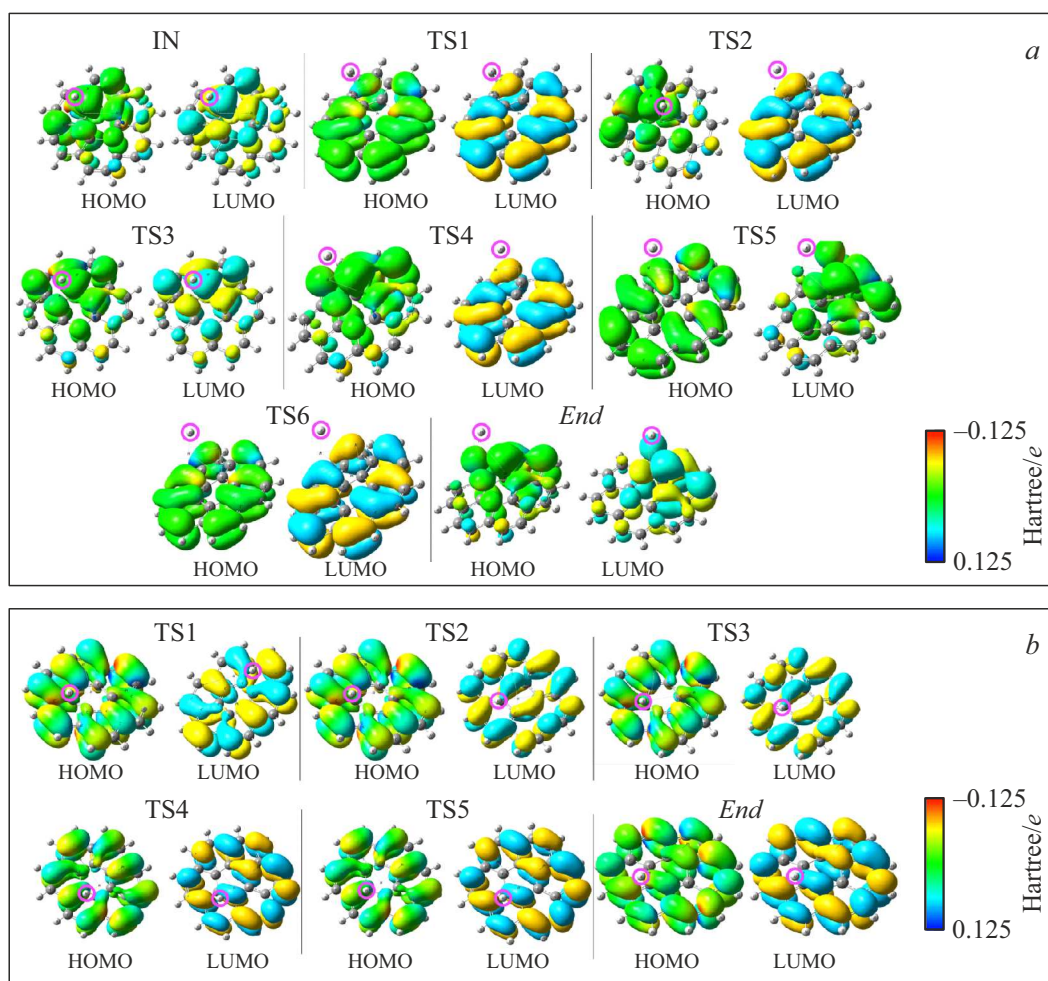 IN TS1 TS2 a
HOMO LUMO HOMO LUMO HOMO LUMO
TS3 TS4 TS5
HOMO LUMO HOMO LUMO HOMO LUMO
TS6 End
HOMO LUMO HOMO LUMO
–0.125
0.125
Hartree/e
TS1 TS2 TS3 b
HOMO LUMO HOMO LUMO HOMO LUMO
TS4 TS5 End
HOMO LUMO HOMO LUMO HOMO LUMO
–0.125
0.125
Hartree/e